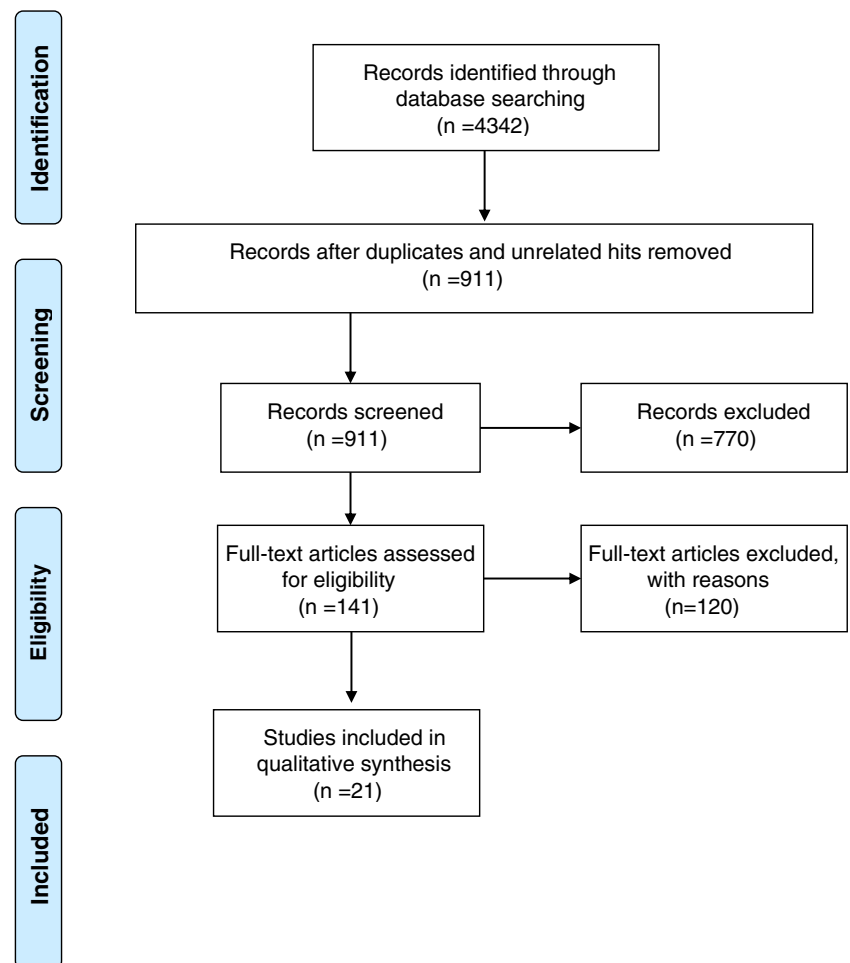 Identification
Records identified through
database searching
(n =4342)
Records after duplicates and unrelated hits removed
(n =911)
Screening
Records screened
(n =911)
Records excluded
(n =770)
Eligibility
Full-text articles assessed
for eligibility
(n =141)
Full-text articles excluded,
with reasons
(n=120)
Included
Studies included in
qualitative synthesis
(n =21)